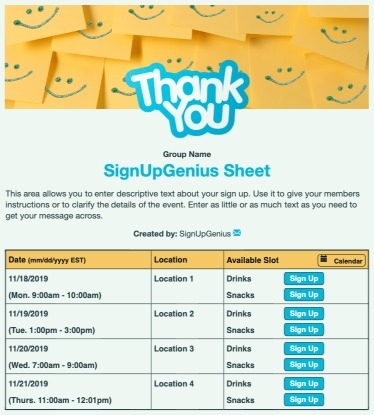 Thank
You
Group Name
SignUpGenius Sheet
This area allows you to enter descriptive text about your sign up. Use it to give your members
instructions or to clarify the details of the event. Enter as little or as much text as you need to
get your message across.
Created by: SignUpGenius
Date (mm/dd/yyyy EST) Location Available Slot Calendar
11/18/2019 Location 1 Drinks Sign Up
(Mon. 9:00am - 10:00am) Snacks Sign Up
11/19/2019 Location 2 Drinks Sign Up
(Tue. 1:00pm - 3:00pm) Snacks Sign Up
11/20/2019 Location 3 Drinks Sign Up
(Wed. 7:00am - 9:00am) Snacks Sign Up
11/21/2019 Location 4 Drinks Sign Up
(Thurs. 11:00am - 12:01pm) Snacks Sign Up